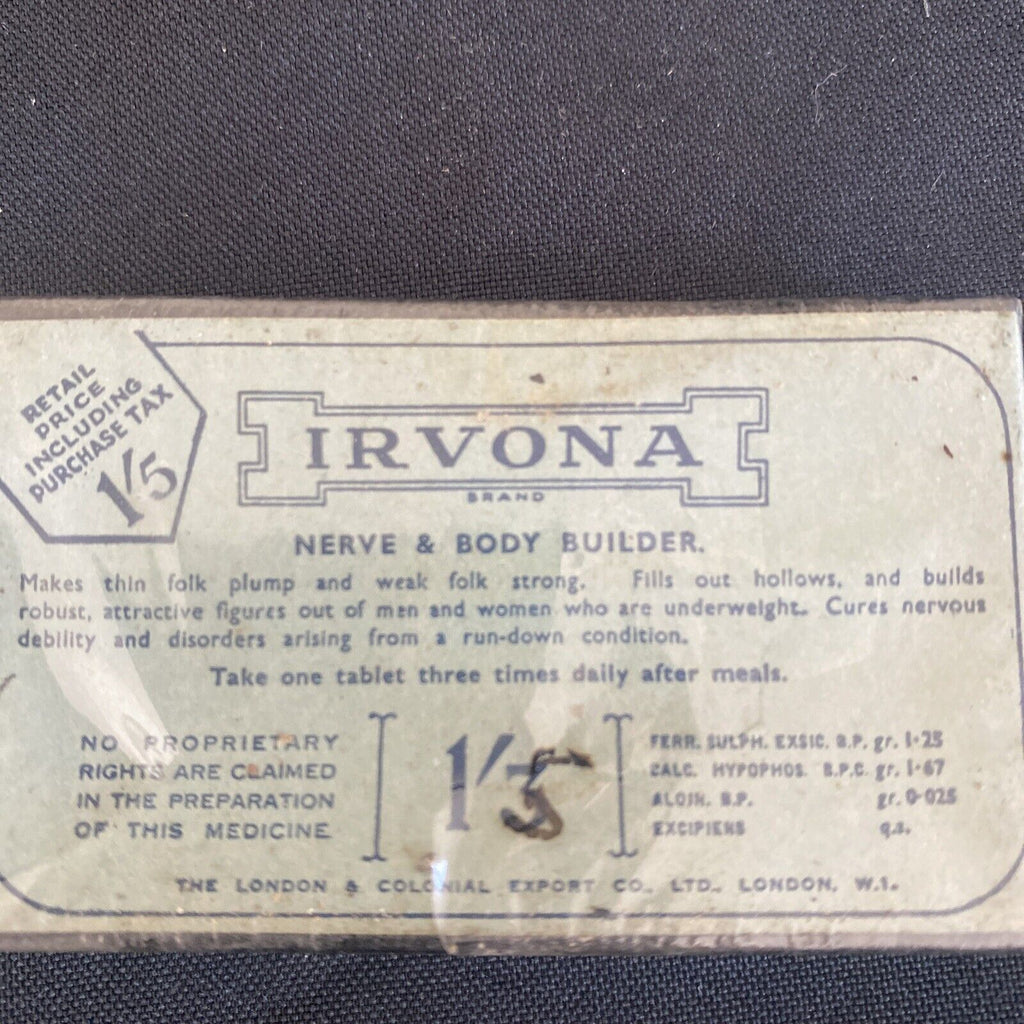 RETAIL
PRICE
INCLUDING
PURCHASE TAX
1/5
IRVONA
BRAND
NERVE & BODY BUILDER.
Makes thin folk plump and weak folk strong. Fills out hollows, and builds
robust, attractive figures out of men and women who are underweight. Cures nervous
debility and disorders arising from a run-down condition.
Take one tablet three times daily after meals.
NO PROPRIETARY
RIGHTS ARE CLAIMED
IN THE PREPARATION
OF THIS MEDICINE
1/5
FERR. SULPH. EXSIC. B.P. gr. 1·25
CALC. HYPOPHOS. B.P.C. gr. 1·67
ALOIN. B.P. gr. 0·025
EXCIPIENS q.s.
THE LONDON & COLONIAL EXPORT CO. LTD., LONDON, W.1.